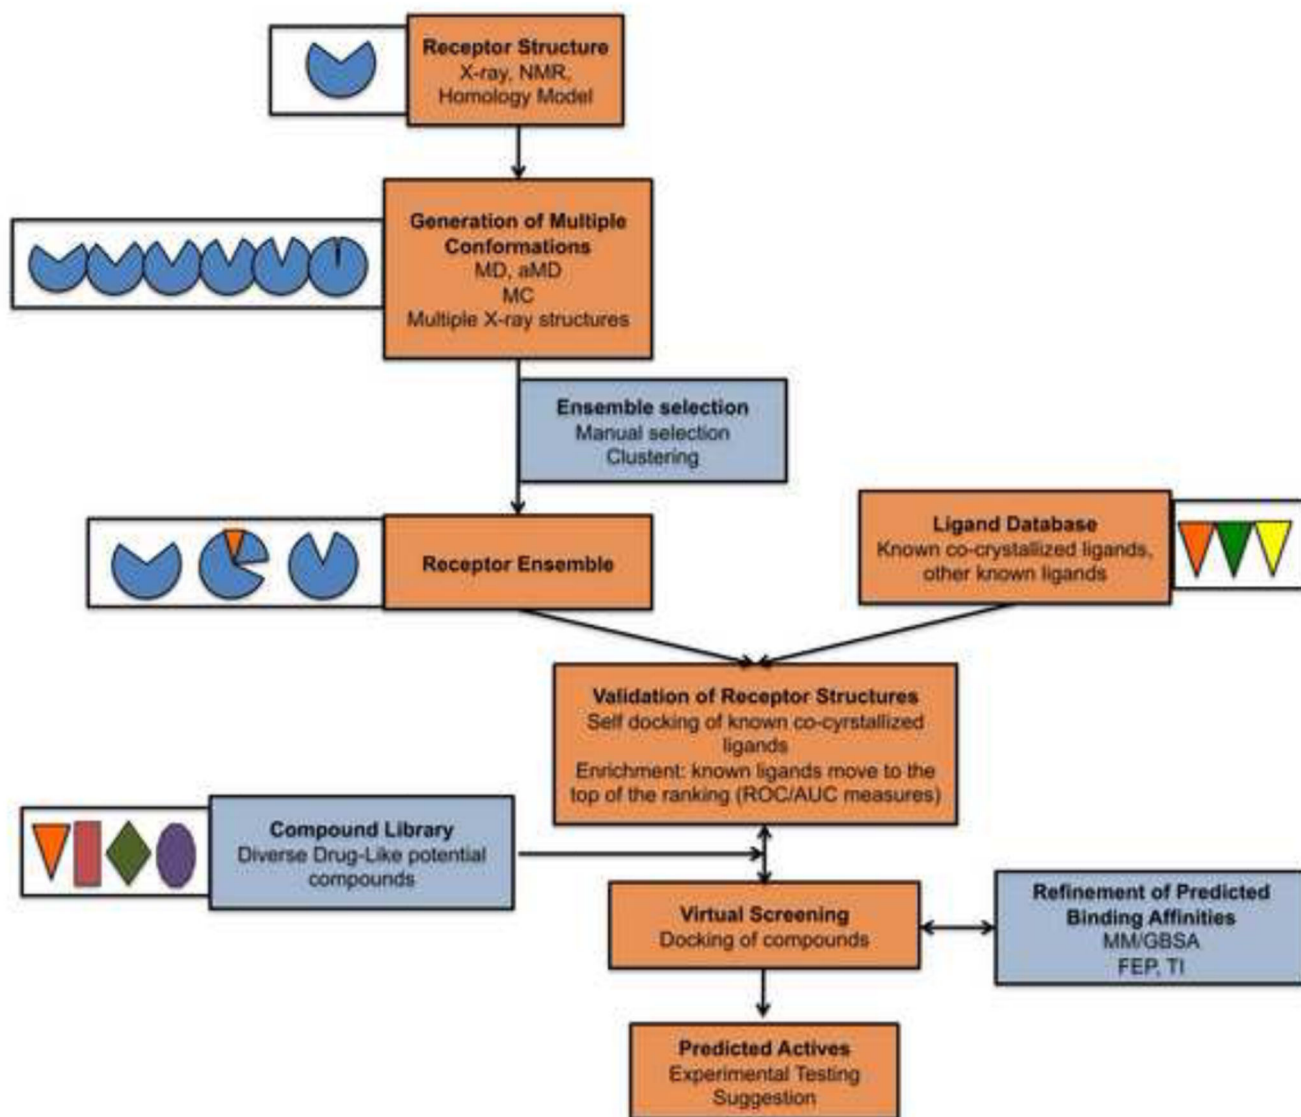 Receptor Structure
X-ray, NMR,
Homology Model
Generation of Multiple
Conformations
MD, aMD
MC
Multiple X-ray structures
Ensemble selection
Manual selection
Clustering
Receptor Ensemble
Ligand Database
Known co-crystallized ligands,
other known ligands
Validation of Receptor Structures
Self docking of known co-cyrstallized
ligands
Enrichment: known ligands move to the
top of the ranking (ROC/AUC measures)
Compound Library
Diverse Drug-Like potential
compounds
Virtual Screening
Docking of compounds
Refinement of Predicted
Binding Affinities
MM/GBSA
FEP, TI
Predicted Actives
Experimental Testing
Suggestion